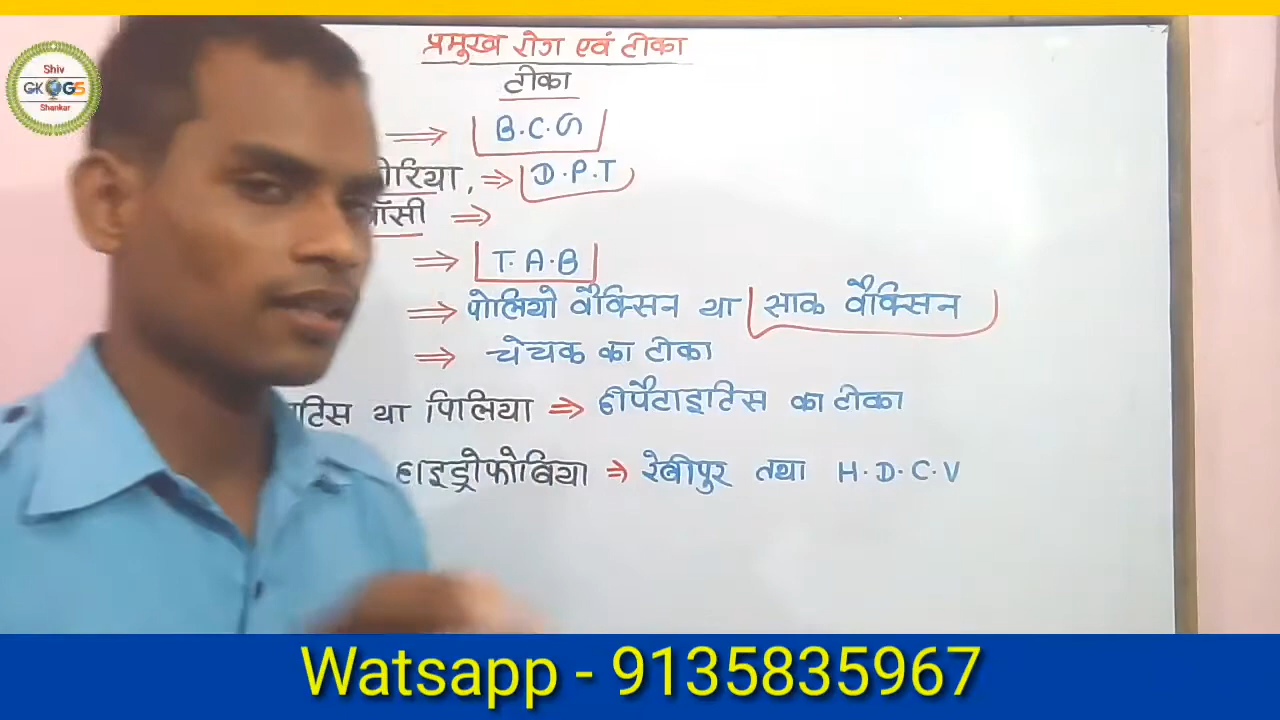 Shiv
GK GS
Shankar
प्रमुख रोग एवं टीका
टीका
⇒ B.C.G
रिया, ⇒ D.P.T
सी ⇒
⇒ T.A.B
⇒ पोलियो वैक्सिन या साक वैक्सिन
⇒ चेचक का टीका
टिस या पिलिया ⇒ हीपैटाइटिस का टीका
हाइड्रोफोबिया ⇒ रेबीपुर तथा H.D.C.V
Watsapp - 9135835967